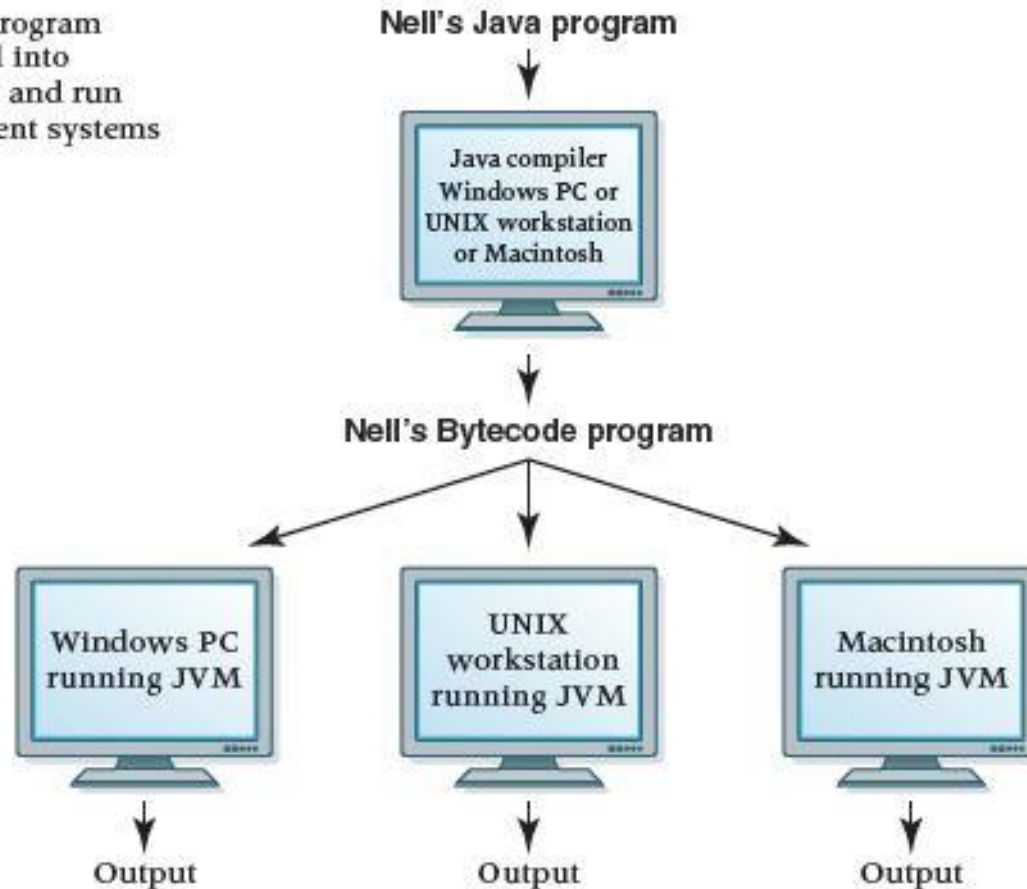 rogram
into
and run
ent systems
Nell's Java program
Java compiler
Windows PC or
UNIX workstation
or Macintosh
Nell's Bytecode program
Windows PC
running JVM
UNIX
workstation
running JVM
Macintosh
running JVM
Output
Output
Output